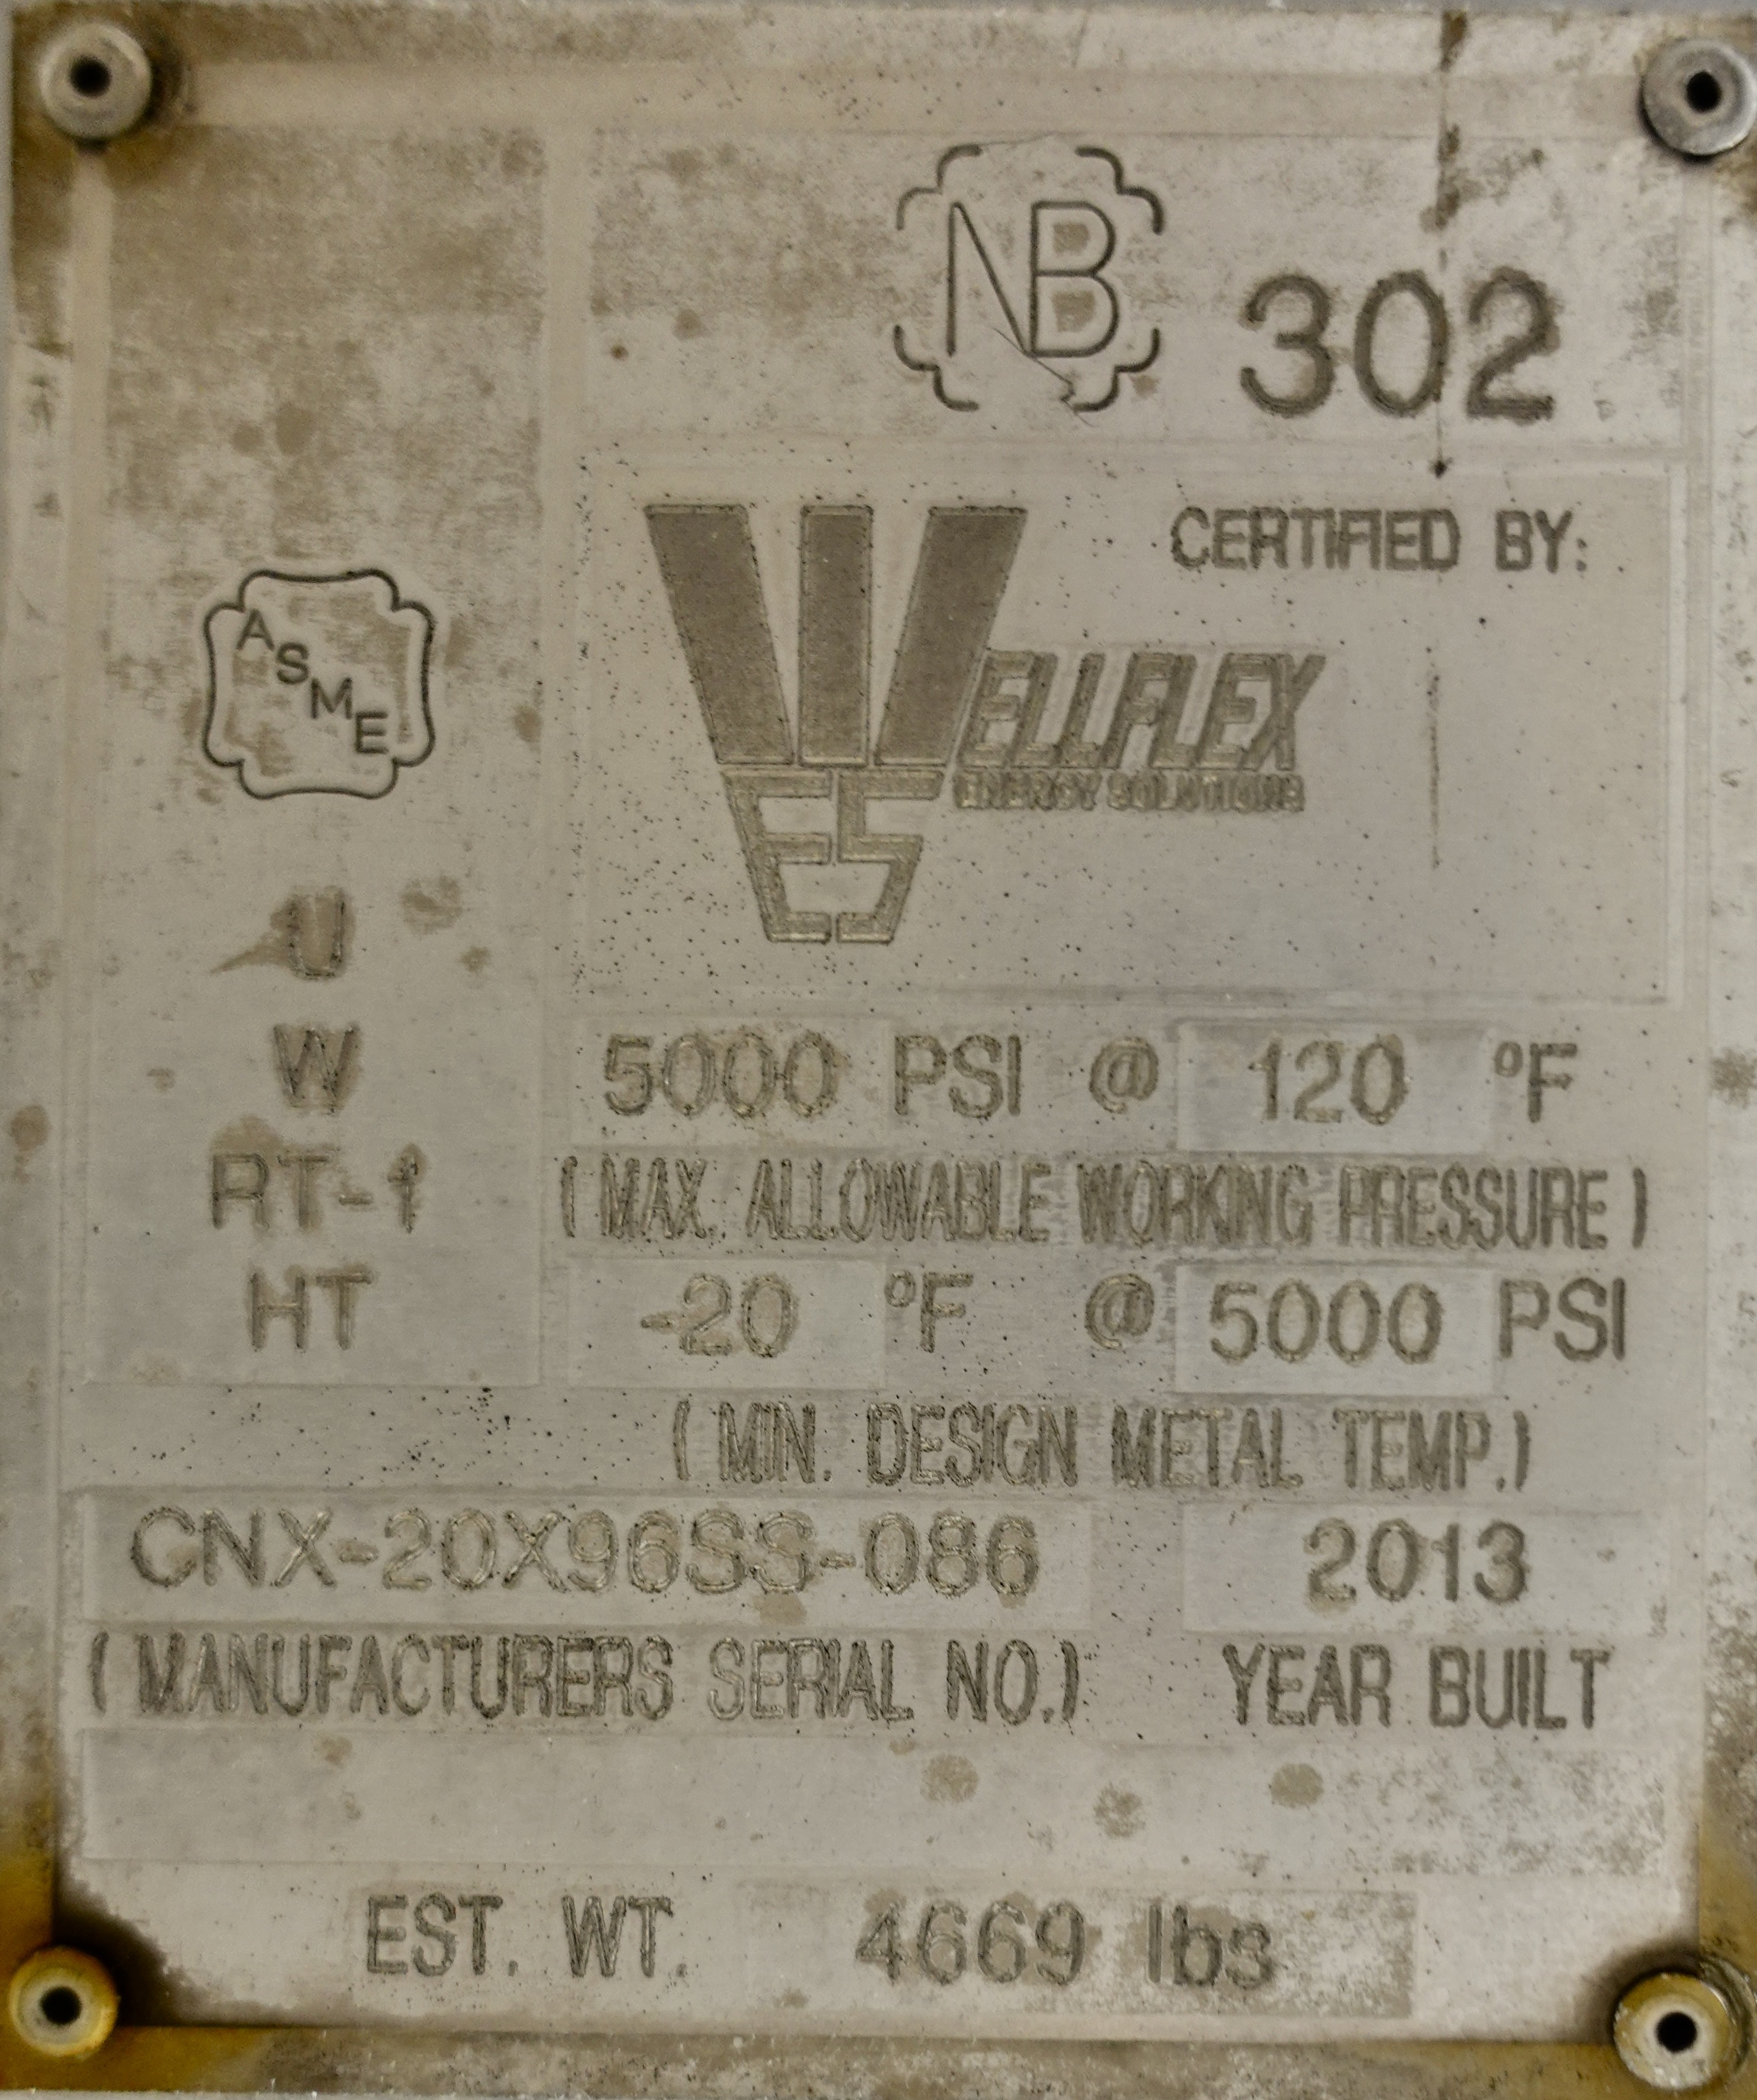 NB 302
CERTIFIED BY:
WELLFLEX
ENERGY SOLUTIONS
ES
ASME
U
W
RT-1
HT
5000 PSI @ 120 °F
( MAX. ALLOWABLE WORKING PRESSURE )
-20 °F @ 5000 PSI
( MIN. DESIGN METAL TEMP.)
CNX-20X96SS-086 2013
( MANUFACTURERS SERIAL NO.) YEAR BUILT
EST. WT. 4669 lbs